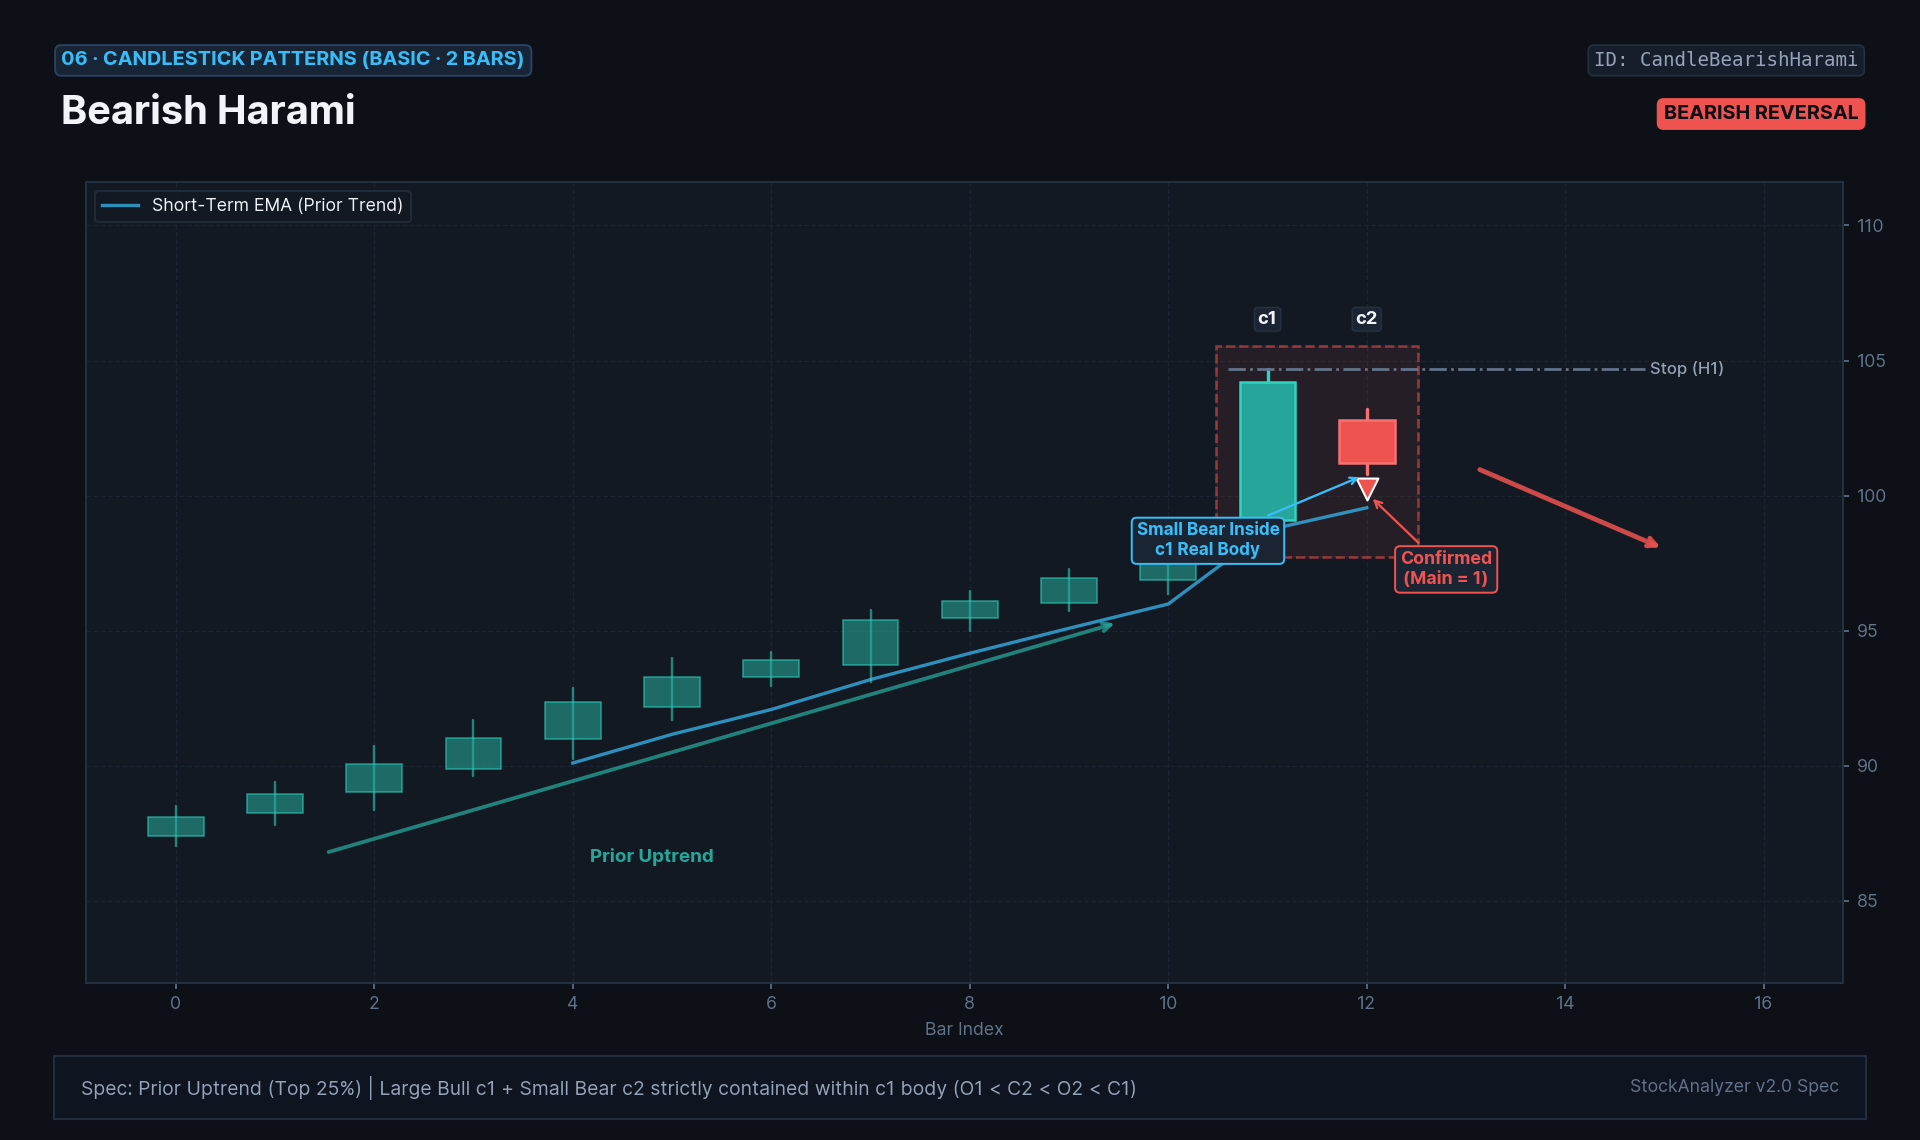 06 · CANDLESTICK PATTERNS (BASIC · 2 BARS)
ID: CandleBearishHarami
Bearish Harami
BEARISH REVERSAL
Short-Term EMA (Prior Trend)
110
c1
c2
105
Stop (H1)
100
Small Bear Inside
c1 Real Body
Confirmed
(Main = 1)
95
90
Prior Uptrend
85
0
2
4
6
8
10
12
14
16
Bar Index
Spec: Prior Uptrend (Top 25%) | Large Bull c1 + Small Bear c2 strictly contained within c1 body (O1 < C2 < O2 < C1)
StockAnalyzer v2.0 Spec